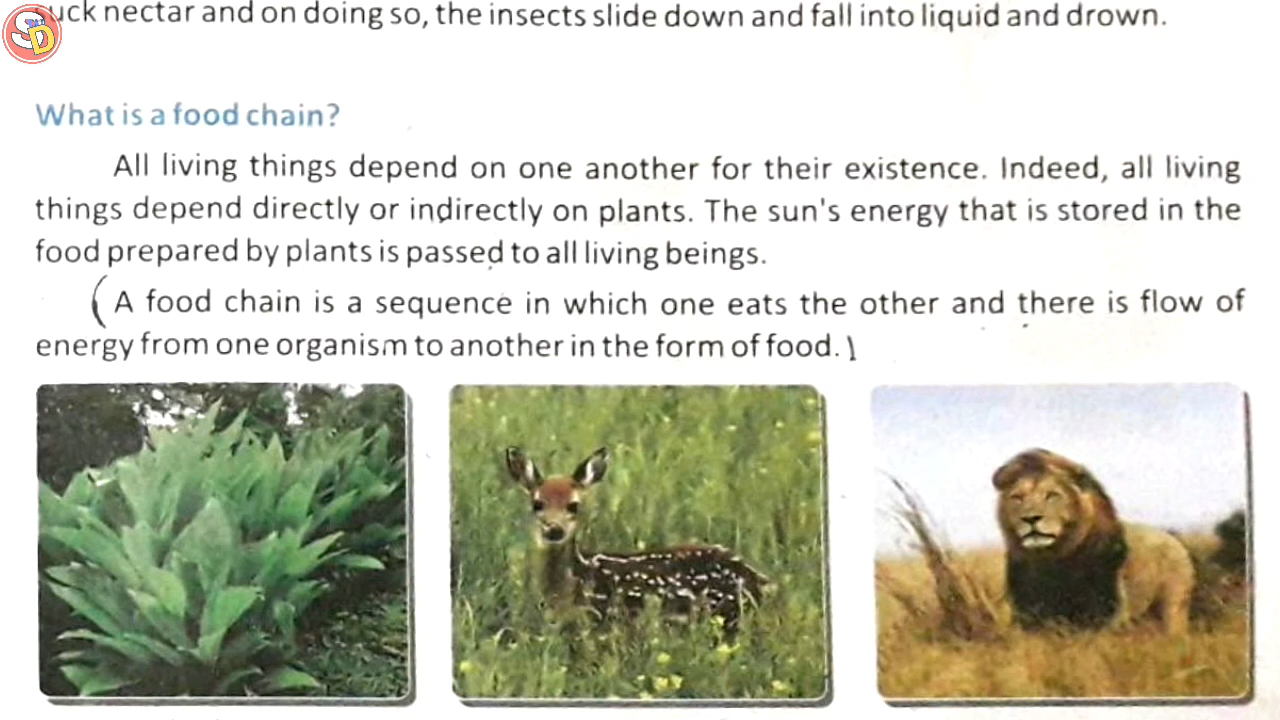 uck nectar and on doing so, the insects slide down and fall into liquid and drown.
What is a food chain?
All living things depend on one another for their existence. Indeed, all living
things depend directly or indirectly on plants. The sun's energy that is stored in the
food prepared by plants is passed to all living beings.
(A food chain is a sequence in which one eats the other and there is flow of
energy from one organism to another in the form of food.)